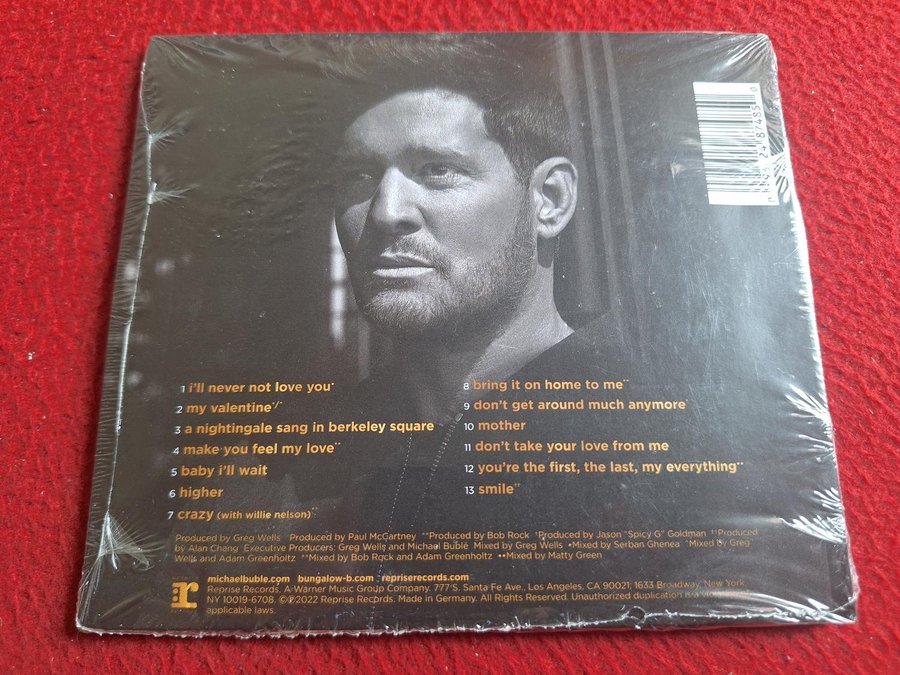 1 i'll never not love you*
2 my valentine*/*
3 a nightingale sang in berkeley square
4 make you feel my love**
5 baby i'll wait
6 higher
7 crazy (with willie nelson)**
8 bring it on home to me**
9 don't get around much anymore
10 mother
11 don't take your love from me
12 you're the first, the last, my everything**
13 smile**
Produced by Greg Wells Produced by Paul McCartney **Produced by Bob Rock †Produced by Jason "Spicy G" Goldman ††Produced
by Alan Chang Executive Producers: Greg Wells and Michael Bublé Mixed by Greg Wells •Mixed by Serban Ghenea *Mixed by Greg
Wells and Adam Greenholtz **Mixed by Bob Rock and Adam Greenholtz ••Mixed by Matty Green
michaelbuble.com bungalow-b.com repriserecords.com
Reprise Records, A Warner Music Group Company. 777 S. Santa Fe Ave., Los Angeles, CA 90021, 1633 Broadway, New York,
NY 10019-6708. ©℗2022 Reprise Records. Made in Germany. All Rights Reserved. Unauthorized duplication is a violation of
applicable laws.
r